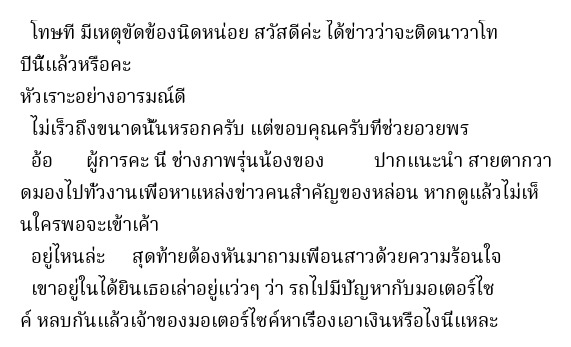 โทษที มีเหตุขัดข้องนิดหน่อย สวัสดีค่ะ ได้ข่าวว่าจะติดนาวาโท
ปีนี้แล้วหรือคะ
หัวเราะอย่างอารมณ์ดี
ไม่เร็วถึงขนาดนั้นหรอกครับ แต่ขอบคุณครับที่ช่วยอวยพร
อ้อ ผู้การคะ นี่ ช่างภาพรุ่นน้องของ ปากแนะนำ สายตากวา
ดมองไปทั่วงานเพื่อหาแหล่งข่าวคนสำคัญของหล่อน หากดูแล้วไม่เห็
นใครพอจะเข้าเค้า
อยู่ไหนล่ะ สุดท้ายต้องหันมาถามเพื่อนสาวด้วยความร้อนใจ
เขาอยู่ในได้ยินเธอเล่าอยู่แว่วๆ ว่า รถไปมีปัญหากับมอเตอร์ไซ
ค์ หลบกันแล้วเจ้าของมอเตอร์ไซค์หาเรื่องเอาเงินหรือไงนี่แหละ